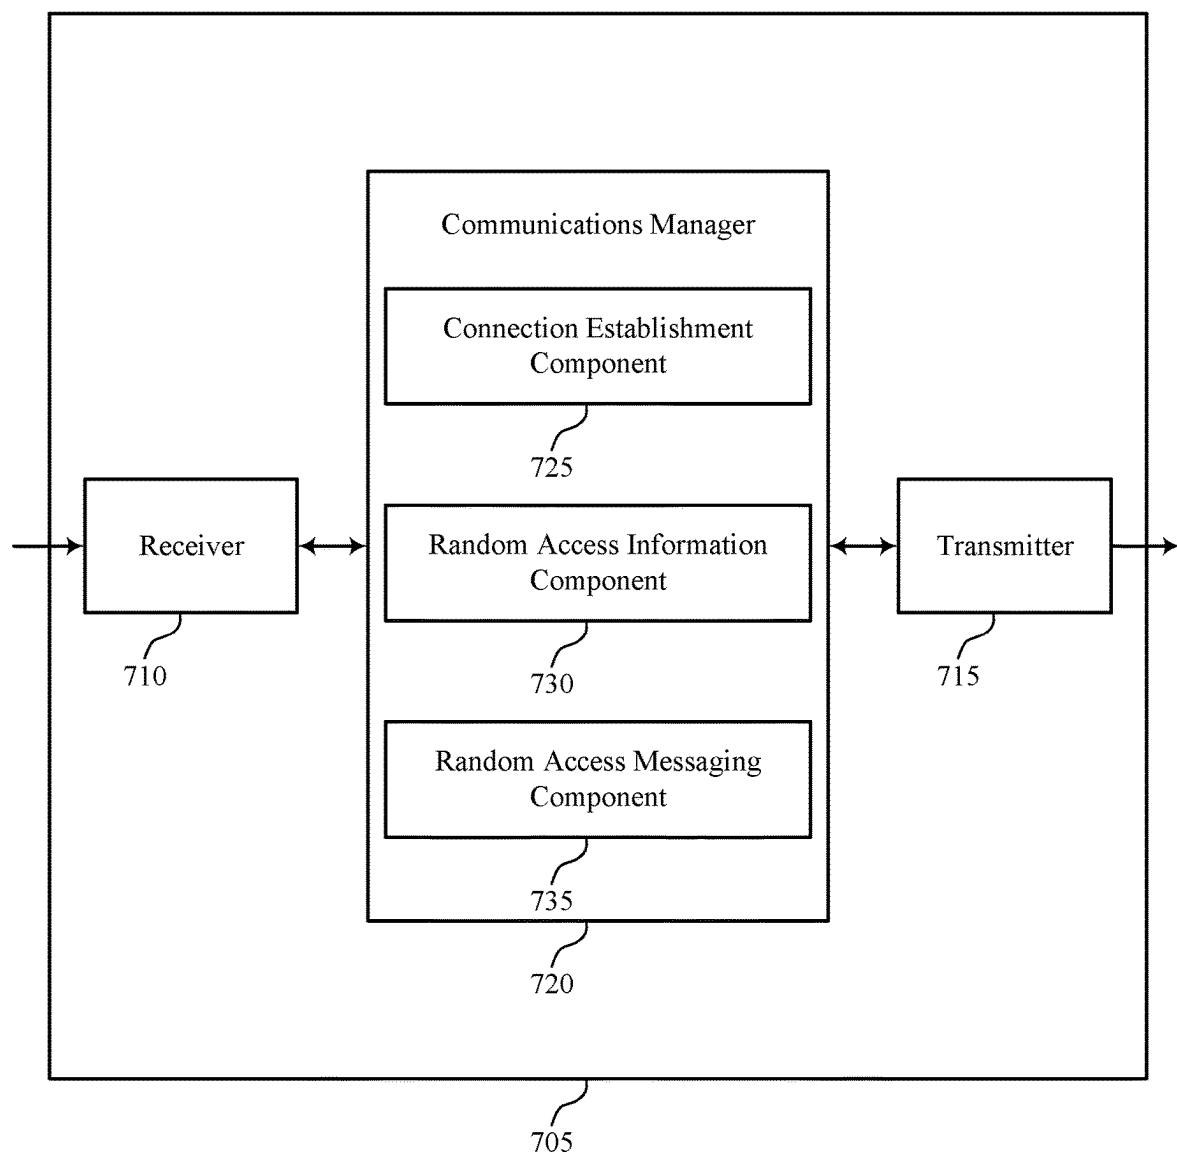 Communications Manager
Connection Establishment
Component
725
Receiver
710
Random Access Information
Component
730
Transmitter
715
Random Access Messaging
Component
735
720
705